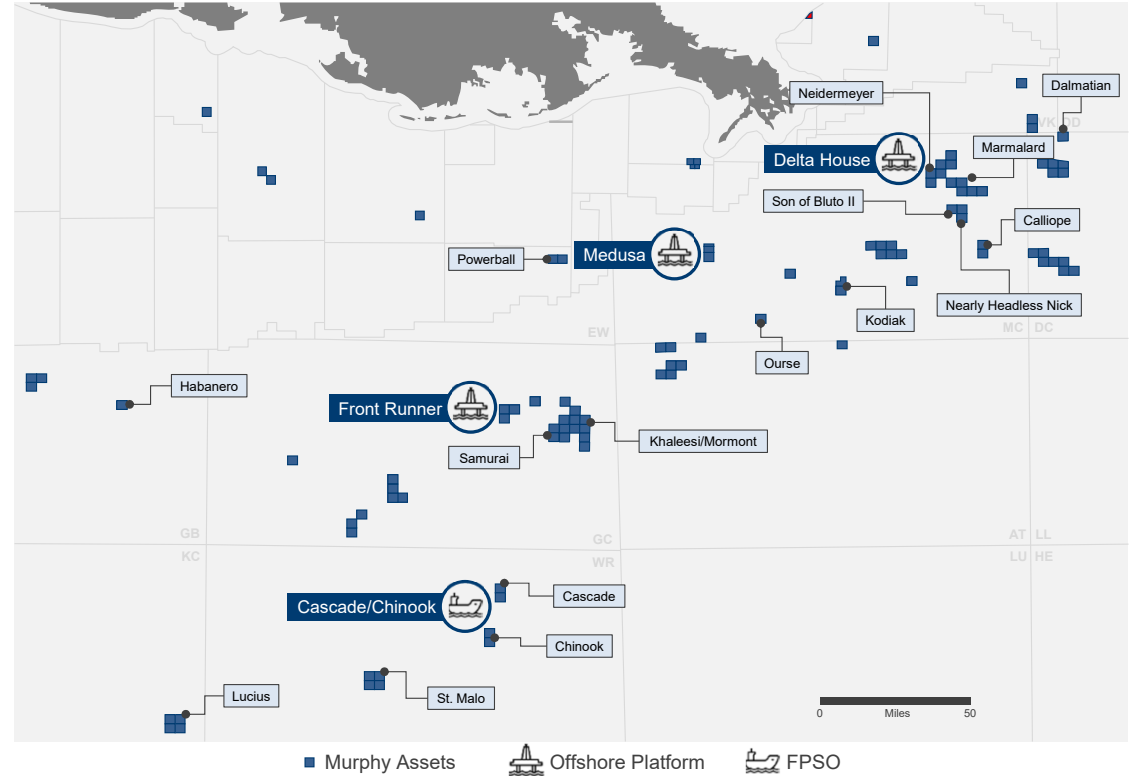 Neidermeyer
Dalmatian
VK DD
Delta House
Marmalard
Son of Bluto II
Calliope
Medusa
Powerball
Nearly Headless Nick
Kodiak
EW
MC DC
Ourse
Habanero
Front Runner
Khaleesi/Mormont
Samurai
GB
GC
AT LL
KC
WR
LU HE
Cascade/Chinook
Cascade
Chinook
Lucius
St. Malo
0 Miles 50
Murphy Assets Offshore Platform FPSO